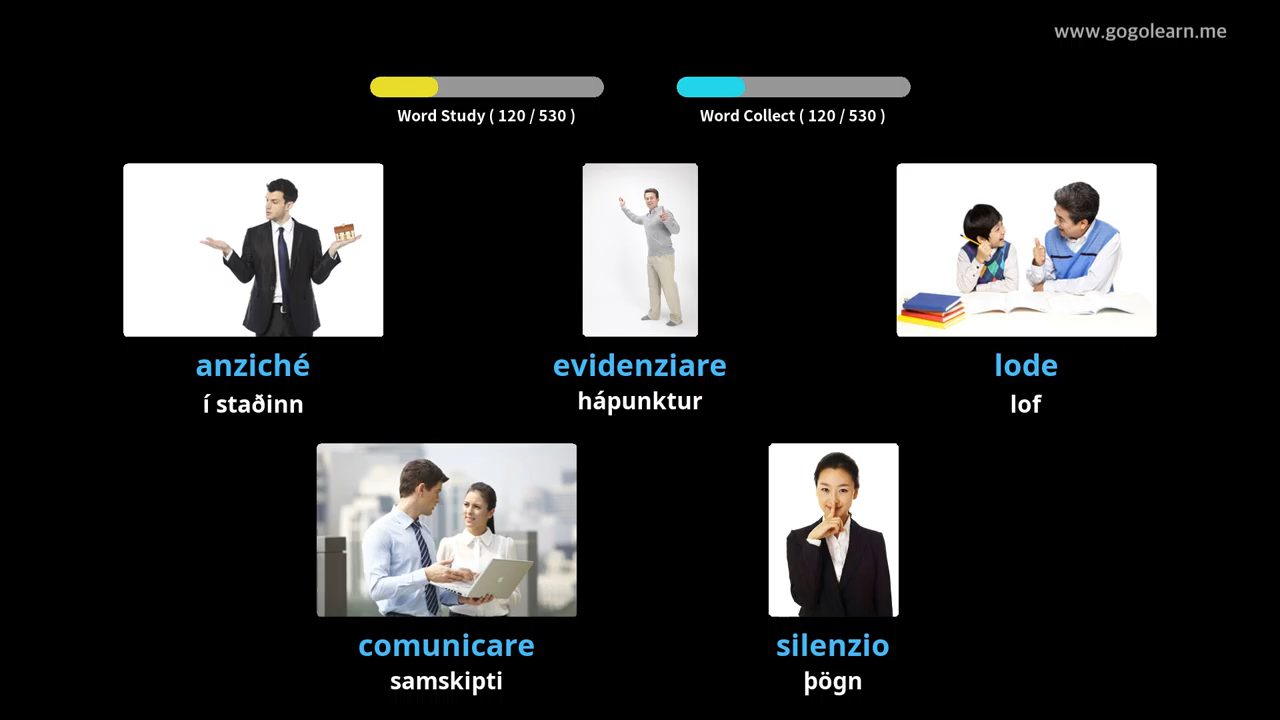 www.gogolearn.me
Word Study ( 120 / 530 )
Word Collect ( 120 / 530 )
anziché
evidenziare
lode
í staðinn
hápunktur
lof
comunicare
silenzio
samskipti
þögn